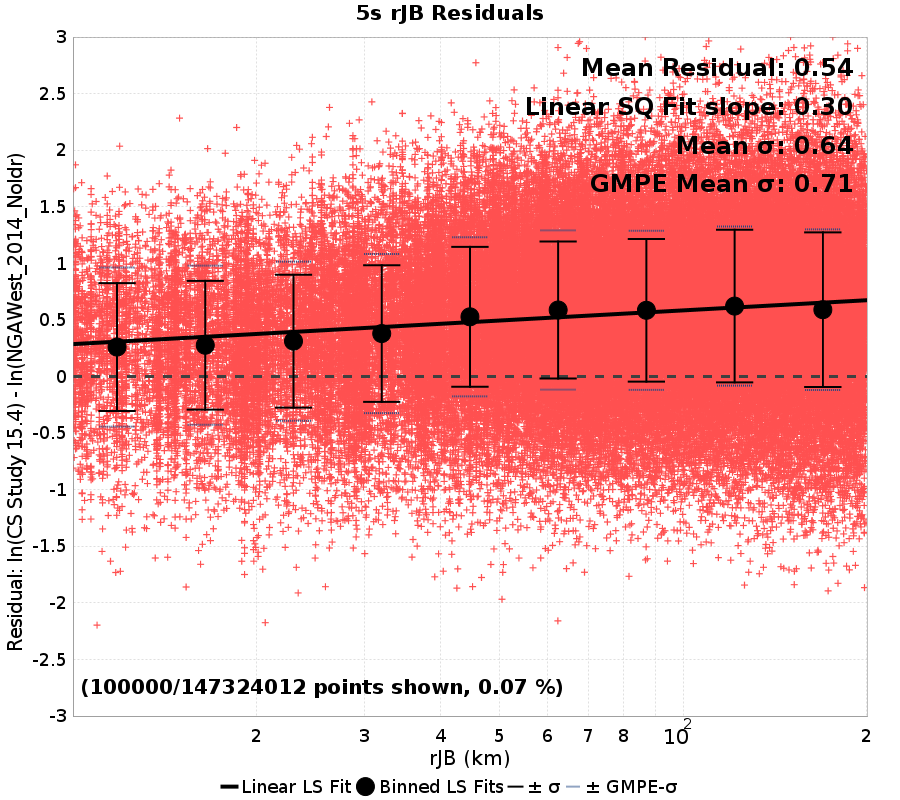 5s rJB Residuals
Mean Residual: 0.54
Linear SQ Fit slope: 0.30
Mean σ: 0.64
GMPE Mean σ: 0.71
Residual: ln(CS Study 15.4) - ln(NGAWest_2014_NoIdr)
3
2.5
2
1.5
1
0.5
0
-0.5
-1
-1.5
-2
-2.5
-3
(100000/147324012 points shown, 0.07 %)
2 3 4 5 6 7 8 10² 2
rJB (km)
Linear LS Fit Binned LS Fits ± σ ± GMPE-σ